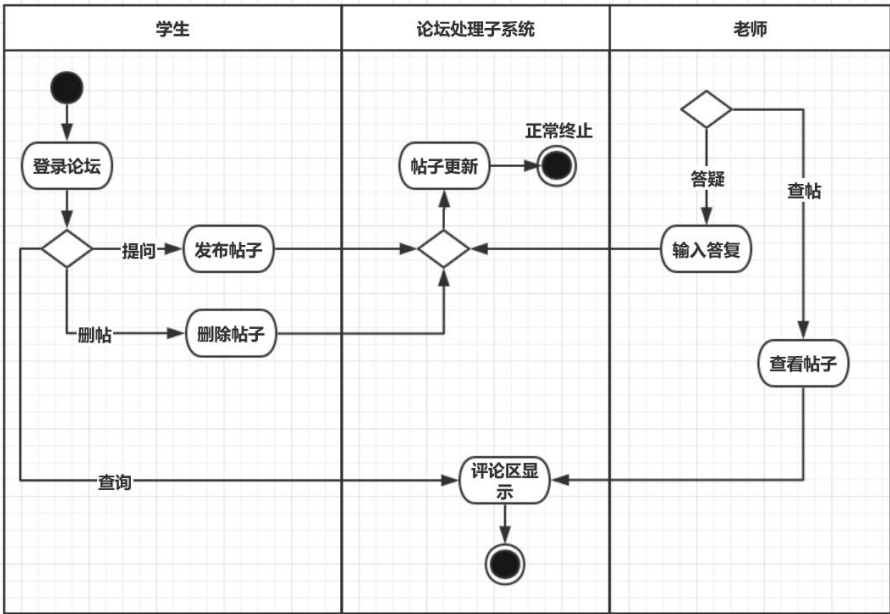 学生
论坛处理子系统
老师
正常终止
登录论坛
帖子更新
答疑
查帖
提问
发布帖子
输入答复
删帖
删除帖子
查看帖子
查询
评论区显
示